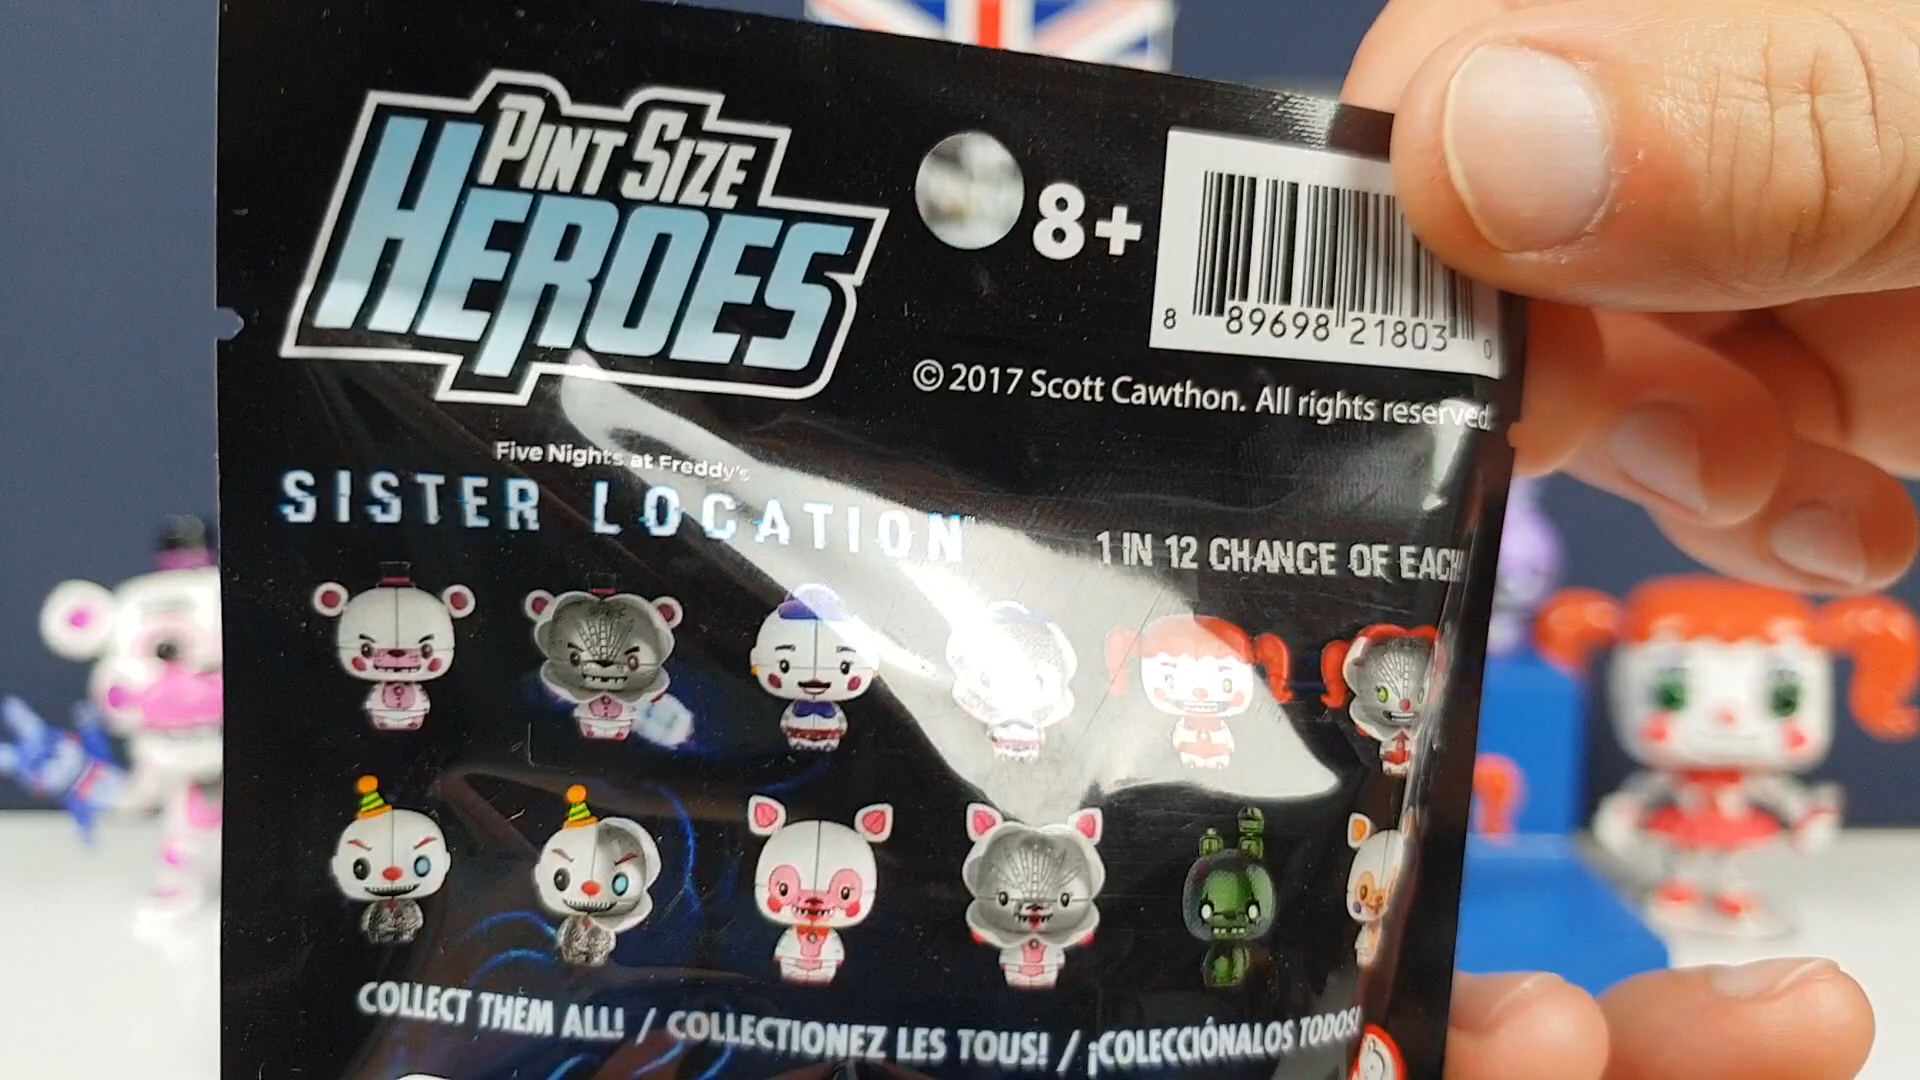 PINT SIZE
HEROES
8+
8 89698 21803 0
© 2017 Scott Cawthon. All rights reserved.
Five Nights at Freddy's
SISTER LOCATION™
1 IN 12 CHANCE OF EACH!
COLLECT THEM ALL! / COLLECTIONEZ LES TOUS! / ¡COLECCIÓNALOS TODOS!